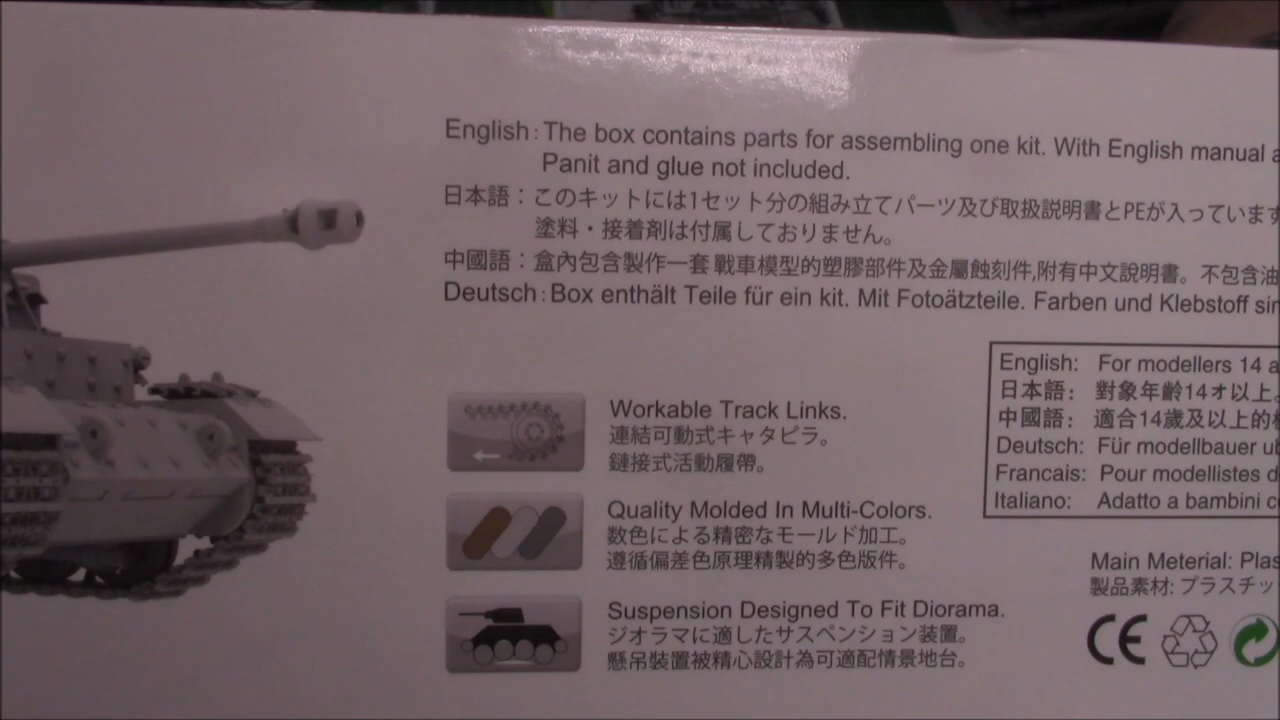 English: The box contains parts for assembling one kit. With English manual
Panit and glue not included.
日本語：このキットには1セット分の組み立てパーツ及び取扱説明書とPEが入っています
塗料・接着剤は付属しておりません。
中國語：盒內包含製作一套戰車模型的塑膠部件及金屬蝕刻件,附有中文說明書。不包含油
Deutsch: Box enthält Teile für ein kit. Mit Fotoätzteile. Farben und Klebstoff
English: For modellers 14
日本語： 對象年齢14オ以上。
中國語： 適合14歲及以上的
Deutsch: Für modellbauer
Francais: Pour modellistes
Italiano: Adatto a bambini
Workable Track Links.
連結可動式キャタピラ。
鏈接式活動履帶。
Quality Molded In Multi-Colors.
数色による精密なモールド加工。
遵循偏差色原理精製的多色版件。
Suspension Designed To Fit Diorama.
ジオラマに適したサスペンション装置。
懸吊裝置被精心設計為可適配情景地台。
Main Meterial:
製品素材: プラスチッ
CE